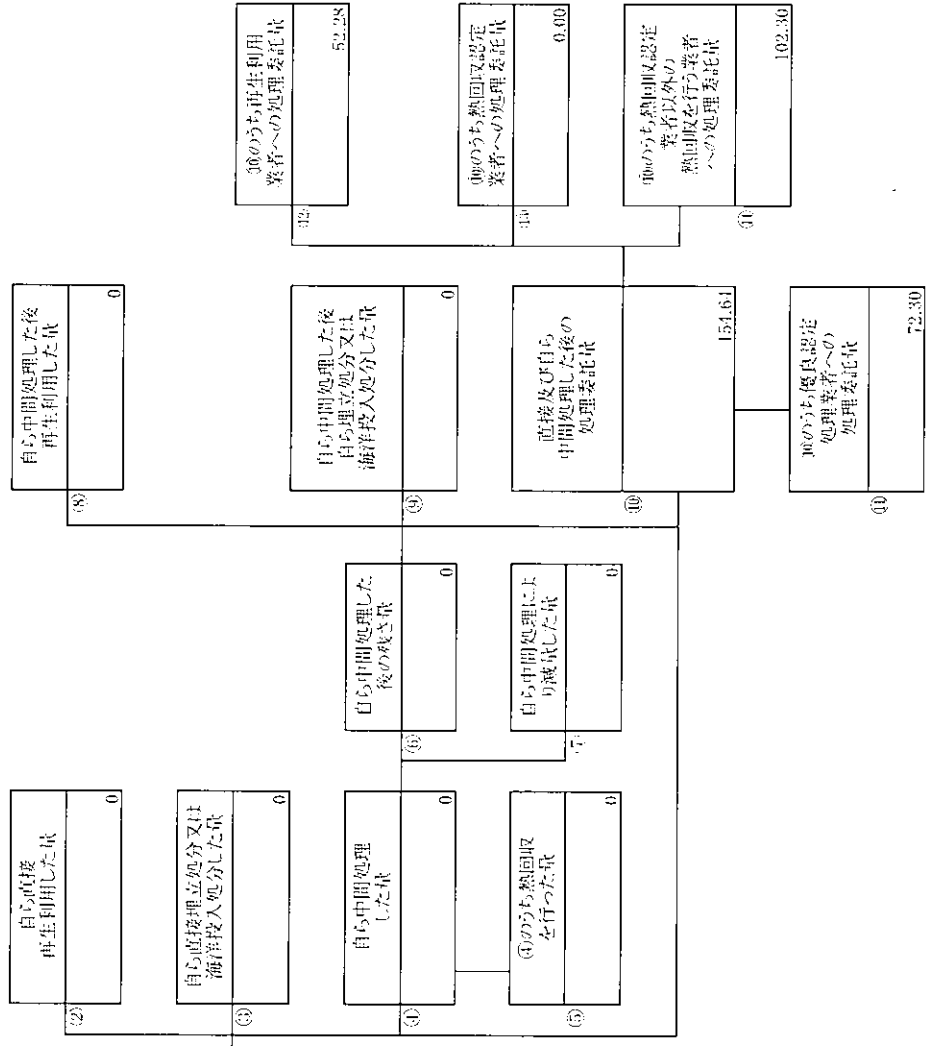 ②
自ら直接
再生利用した量
0
③
自ら直接埋立処分又は
海洋投入処分した量
0
④
自ら中間処理
した量
0
⑤
④のうち熱回収
を行った量
0
⑥
自ら中間処理した
後の残さ量
0
⑦
自ら中間処理によ
り減量した量
0
⑧
自ら中間処理した後
再生利用した量
0
⑨
自ら中間処理した後
自ら埋立処分又は
海洋投入処分した量
0
⑩
直接及び自ら
中間処理した後の
処理委託量
154.64
⑪
⑩のうち優良認定
処理業者への
処理委託量
72.30
⑫
⑩のうち再生利用
業者への処理委託量
52.28
⑬
⑩のうち熱回収認定
業者への処理委託量
0.00
⑩のうち熱回収認定
業者以外の
熱回収を行う業者
への処理委託量
102.30